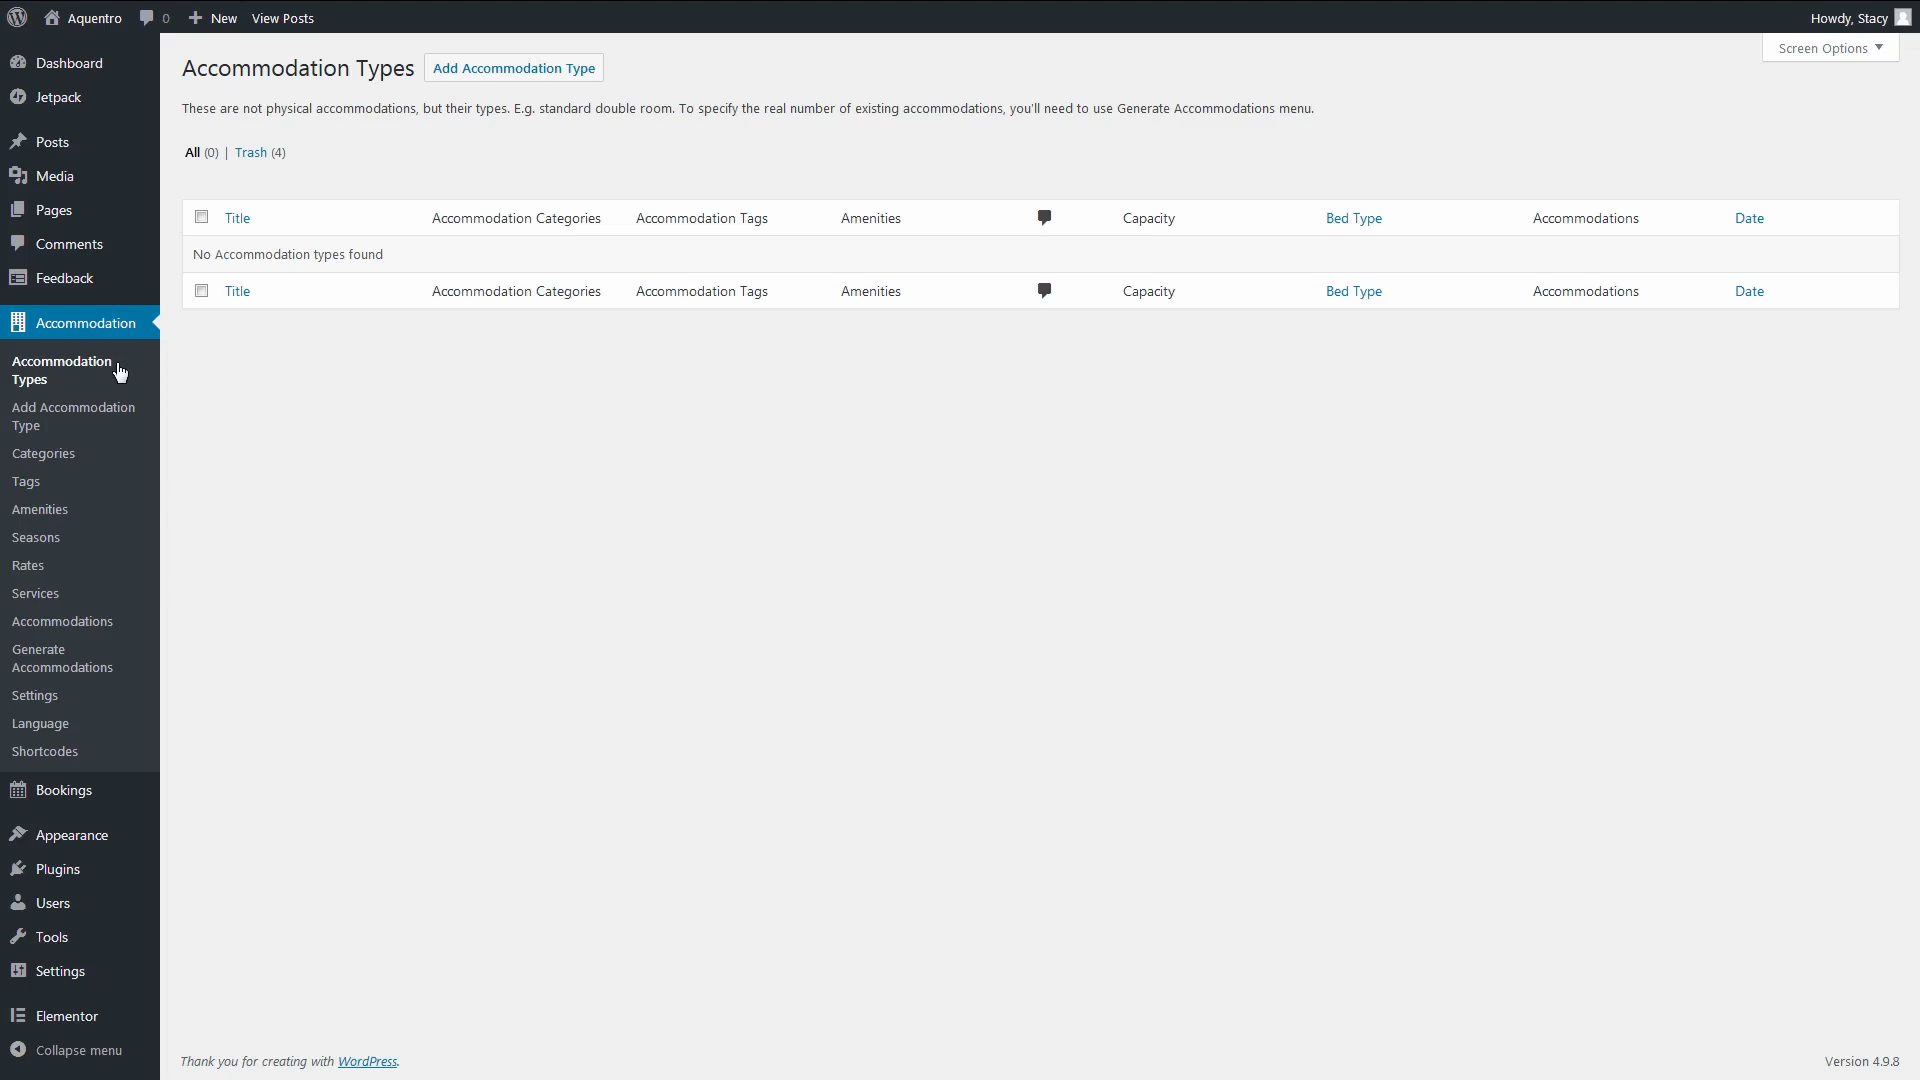 Aquentro 0 New View Posts Howdy, Stacy
Screen Options
Dashboard
Jetpack
Posts
Media
Pages
Comments
Feedback
Accommodation
Accommodation
Types
Add Accommodation
Type
Categories
Tags
Amenities
Seasons
Rates
Services
Accommodations
Generate
Accommodations
Settings
Language
Shortcodes
Bookings
Appearance
Plugins
Users
Tools
Settings
Elementor
Collapse menu
Accommodation Types Add Accommodation Type
These are not physical accommodations, but their types. E.g. standard double room. To specify the real number of existing accommodations, you'll need to use Generate Accommodations menu.
All (0) | Trash (4)
Title Accommodation Categories Accommodation Tags Amenities Capacity Bed Type Accommodations Date
No Accommodation types found
Title Accommodation Categories Accommodation Tags Amenities Capacity Bed Type Accommodations Date
Thank you for creating with WordPress. Version 4.9.8